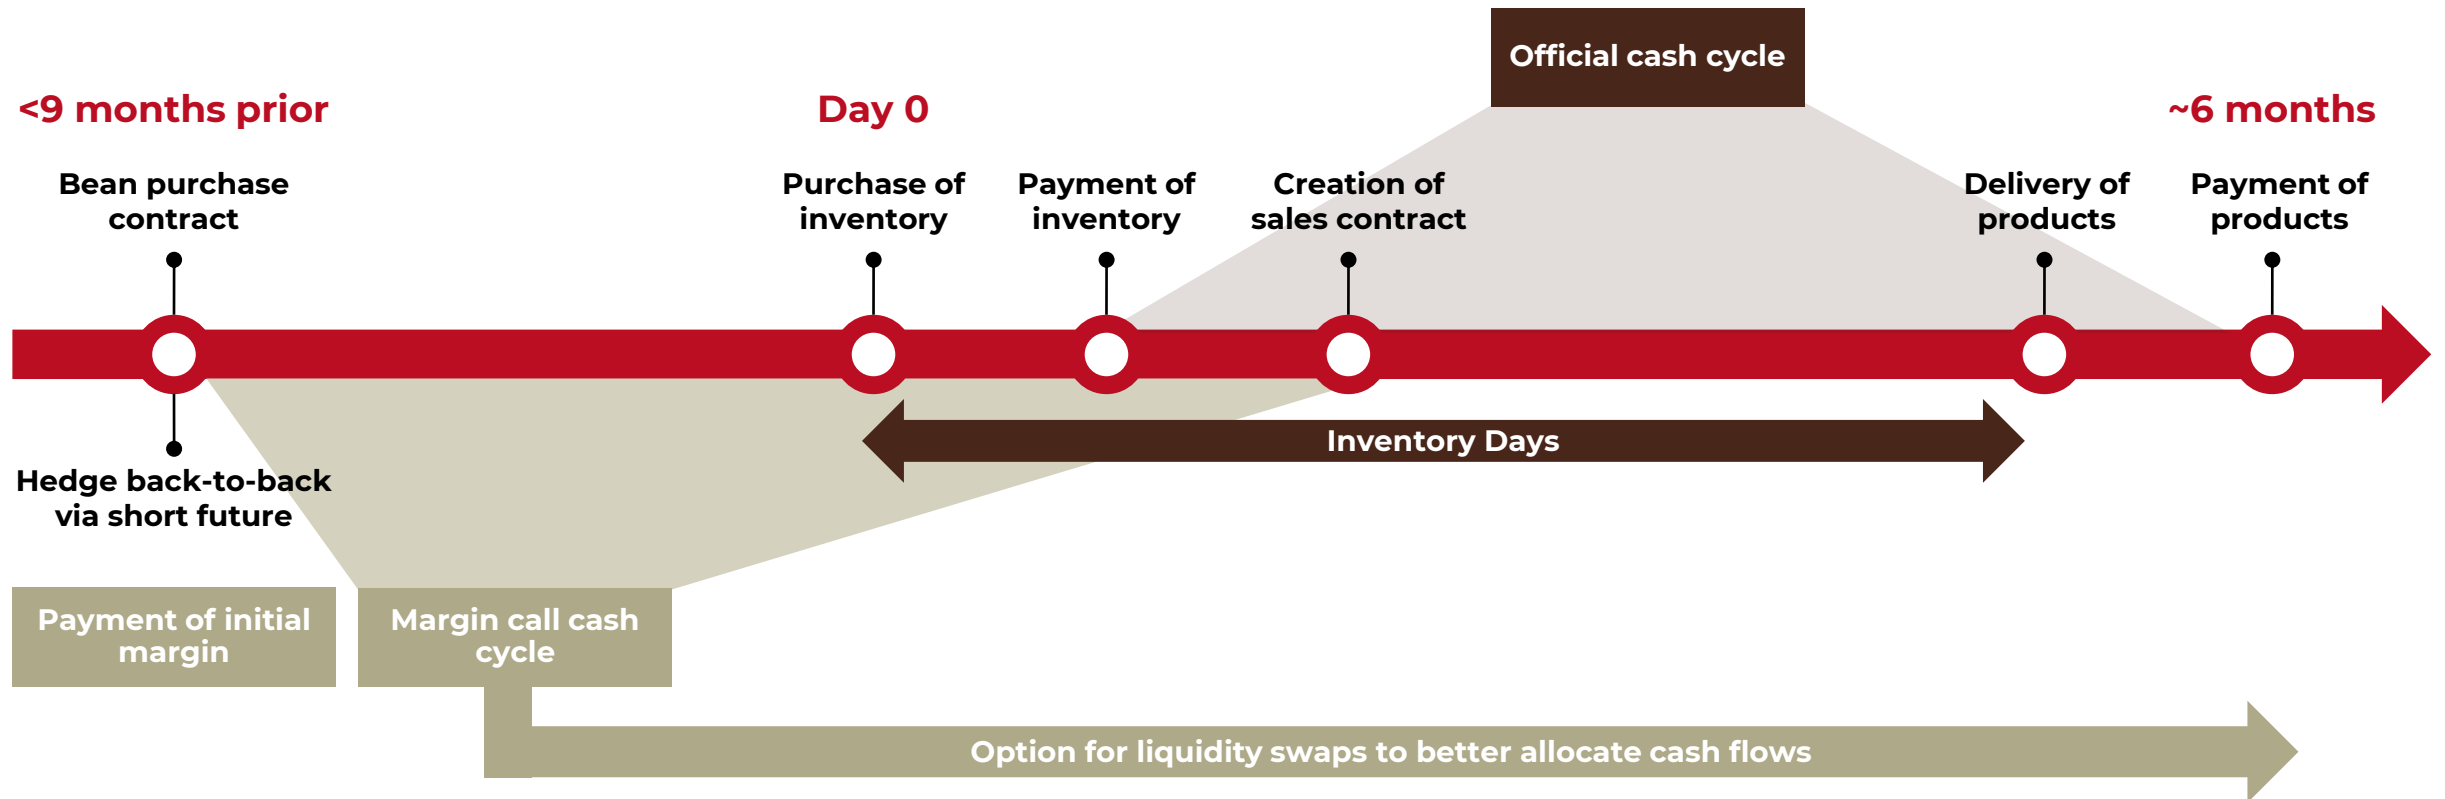 Official cash cycle
<9 months prior
Day 0
~6 months
Bean purchase
contract
Purchase of
inventory
Payment of
inventory
Creation of
sales contract
Delivery of
products
Payment of
products
Inventory Days
Hedge back-to-back
via short future
Payment of initial
margin
Margin call cash
cycle
Option for liquidity swaps to better allocate cash flows